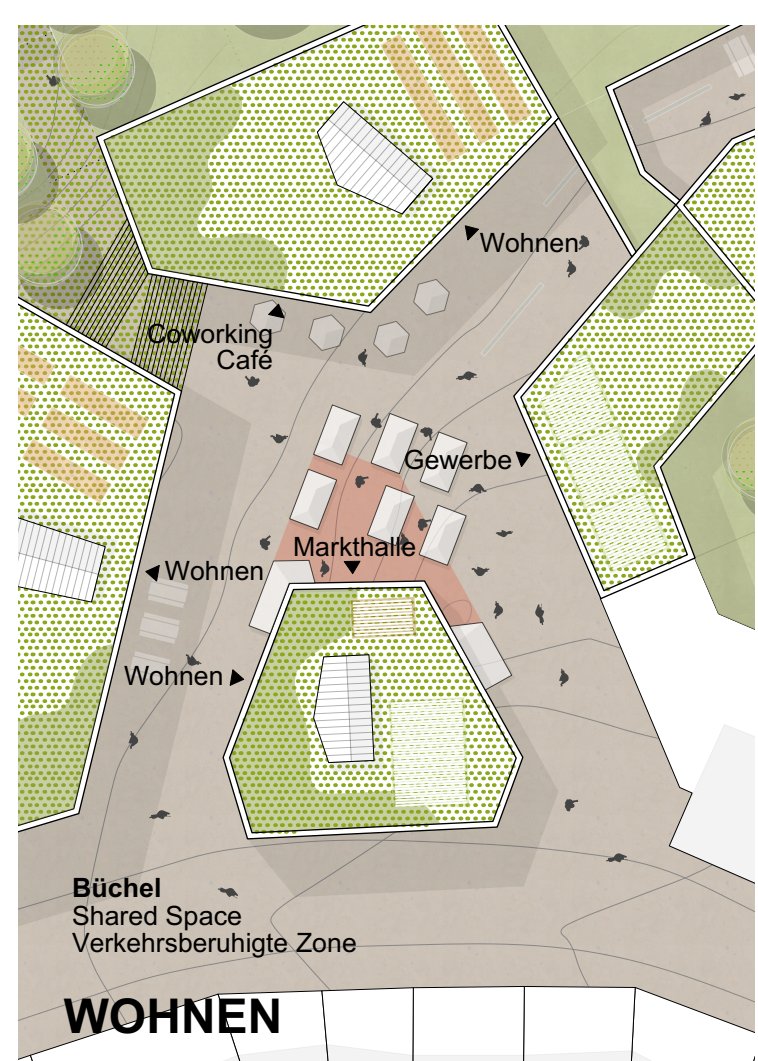 Wohnen
Coworking
Café
Gewerbe
Markthalle
Wohnen
Wohnen
Büchel
Shared Space
Verkehrsberuhigte Zone
WOHNEN